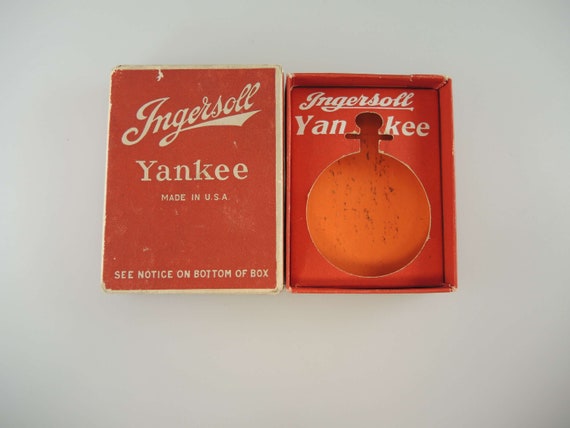 Ingersoll
Yankee
MADE IN U.S.A.
SEE NOTICE ON BOTTOM OF BOX
Ingersoll
Yankee